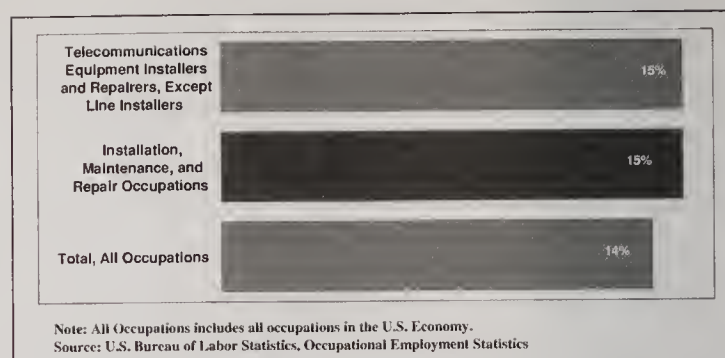 Telecommunications
Equipment Installers
and Repairers, Except
Line Installers
15%
Installation,
Maintenance, and
Repair Occupations
15%
Total, All Occupations
14%
Note: All Occupations includes all occupations in the U.S. Economy.
Source: U.S. Bureau of Labor Statistics, Occupational Employment Statistics